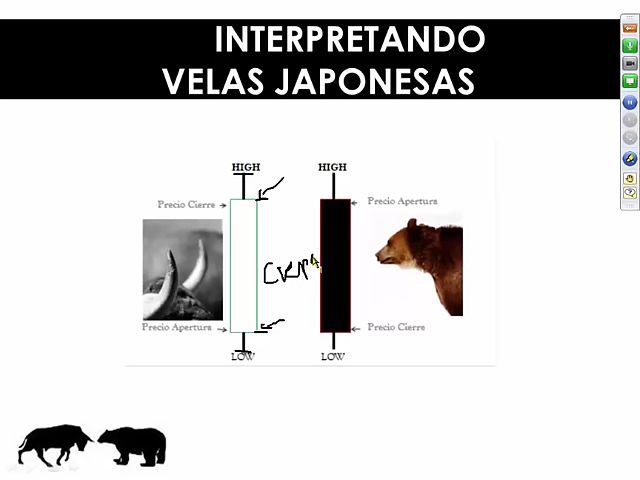 INTERPRETANDO
VELAS JAPONESAS
HIGH HIGH
Precio Cierre Precio Apertura
Precio Apertura Precio Cierre
LOW LOW